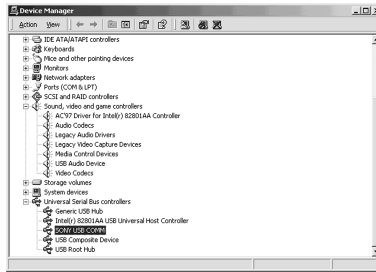 Device Manager
Action View
IDE ATA/ATAPI controllers
Keyboards
Mice and other pointing devices
Monitors
Network adapters
Ports (COM & LPT)
SCSI and RAID controllers
Sound, video and game controllers
AC'97 Driver for Intel(r) 82801AA Controller
Audio Codecs
Legacy Audio Drivers
Legacy Video Capture Devices
Media Control Devices
USB Audio Device
Video Codecs
Storage volumes
System devices
Universal Serial Bus controllers
Generic USB Hub
Intel(r) 82801AA USB Universal Host Controller
SONY USB COMM
USB Composite Device
USB Root Hub